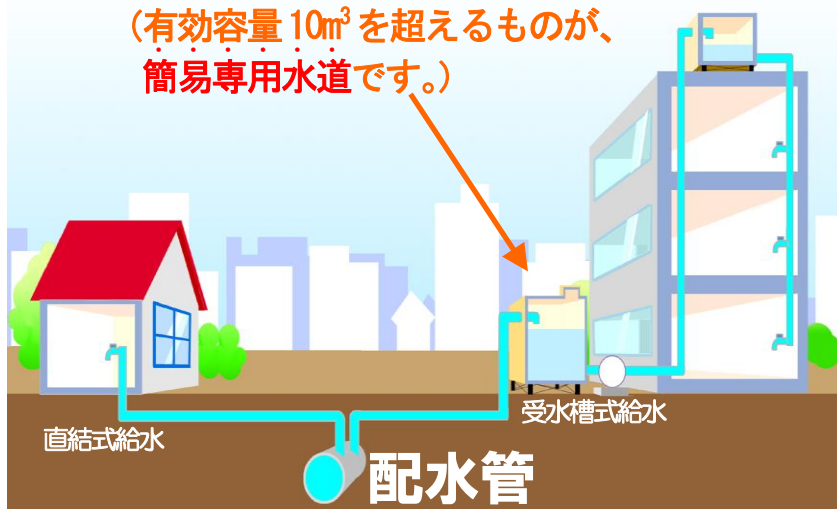 （有効容量10㎥を超えるものが、
簡易専用水道です。）
直結式給水
受水槽式給水
配水管